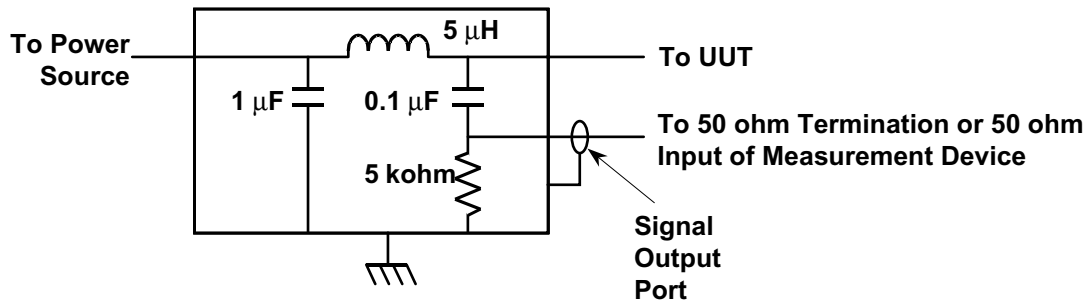 To Power
Source
5 μH
To UUT
1 μF
0.1 μF
To 50 ohm Termination or 50 ohm
Input of Measurement Device
5 kohm
Signal
Output
Port